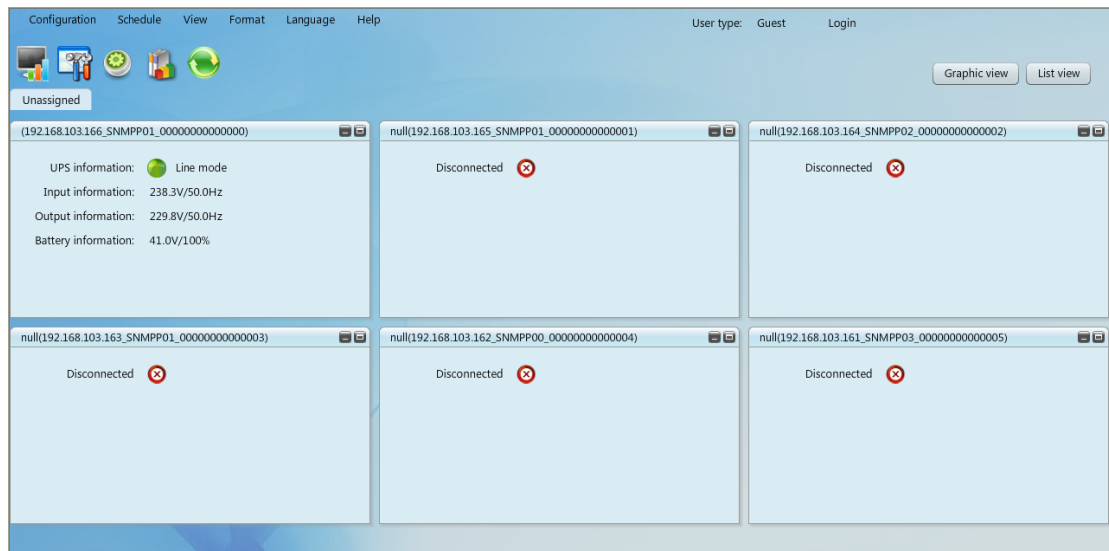 Configuration Schedule View Format Language Help User type: Guest Login
Graphic view List view
Unassigned
(192.168.103.166_SNMPP01_00000000000000) null(192.168.103.165_SNMPP01_00000000000001) null(192.168.103.164_SNMPP02_00000000000002)
UPS information: Line mode Disconnected Disconnected
Input information: 238.3V/50.0Hz
Output information: 229.8V/50.0Hz
Battery information: 41.0V/100%
null(192.168.103.163_SNMPP01_00000000000003) null(192.168.103.162_SNMPP00_00000000000004) null(192.168.103.161_SNMPP03_00000000000005)
Disconnected Disconnected Disconnected